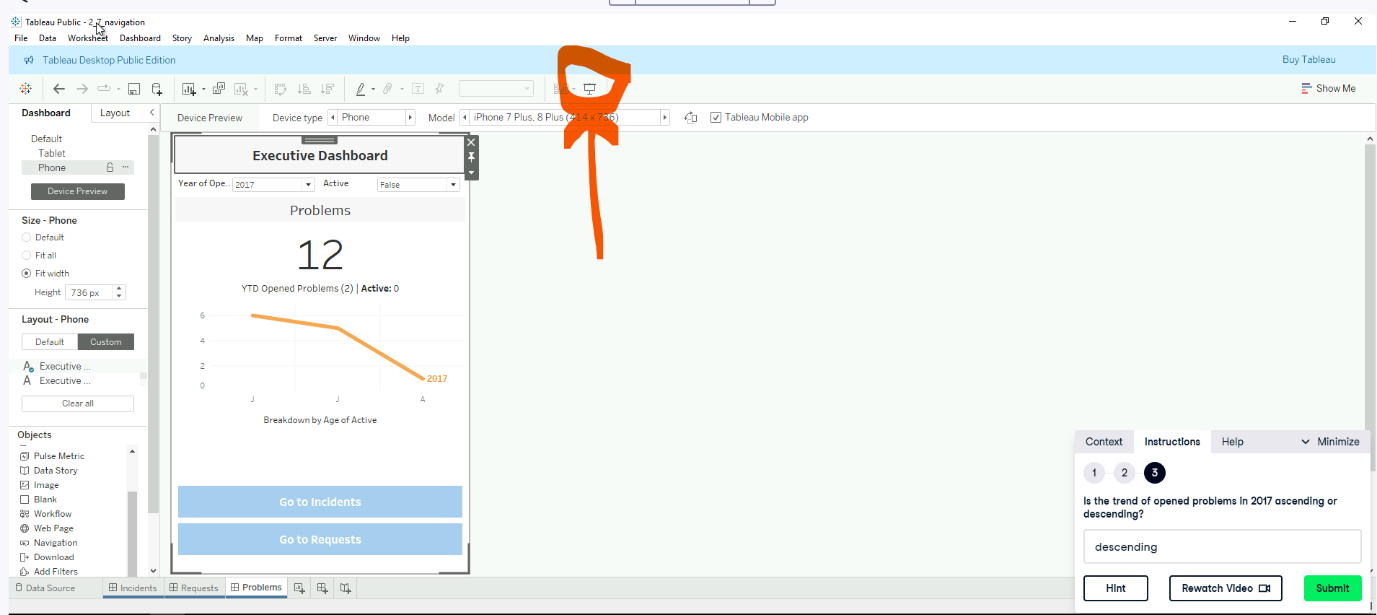 Tableau Public - 2_7_navigation
File Data Worksheet Dashboard Story Analysis Map Format Server Window Help
Tableau Desktop Public Edition Buy Tableau
Show Me
Dashboard Layout
Device Preview Device type Phone Model iPhone 7 Plus, 8 Plus (414 x 736) Tableau Mobile app
Default
Tablet
Phone
Device Preview
Size - Phone
Default
Fit all
Fit width
Height 736 px
Layout - Phone
Default Custom
Executive ...
Executive ...
Clear all
Objects
Pulse Metric
Data Story
Image
Blank
Workflow
Web Page
Navigation
Download
Add Filters
Executive Dashboard
Year of Ope.. 2017 Active False
Problems
12
YTD Opened Problems (2) | Active: 0
6
4
2
0
2017
J J A
Breakdown by Age of Active
Go to Incidents
Go to Requests
Data Source Incidents Requests Problems
Context Instructions Help Minimize
1 2 3
Is the trend of opened problems in 2017 ascending or
descending?
descending
Hint Rewatch Video Submit